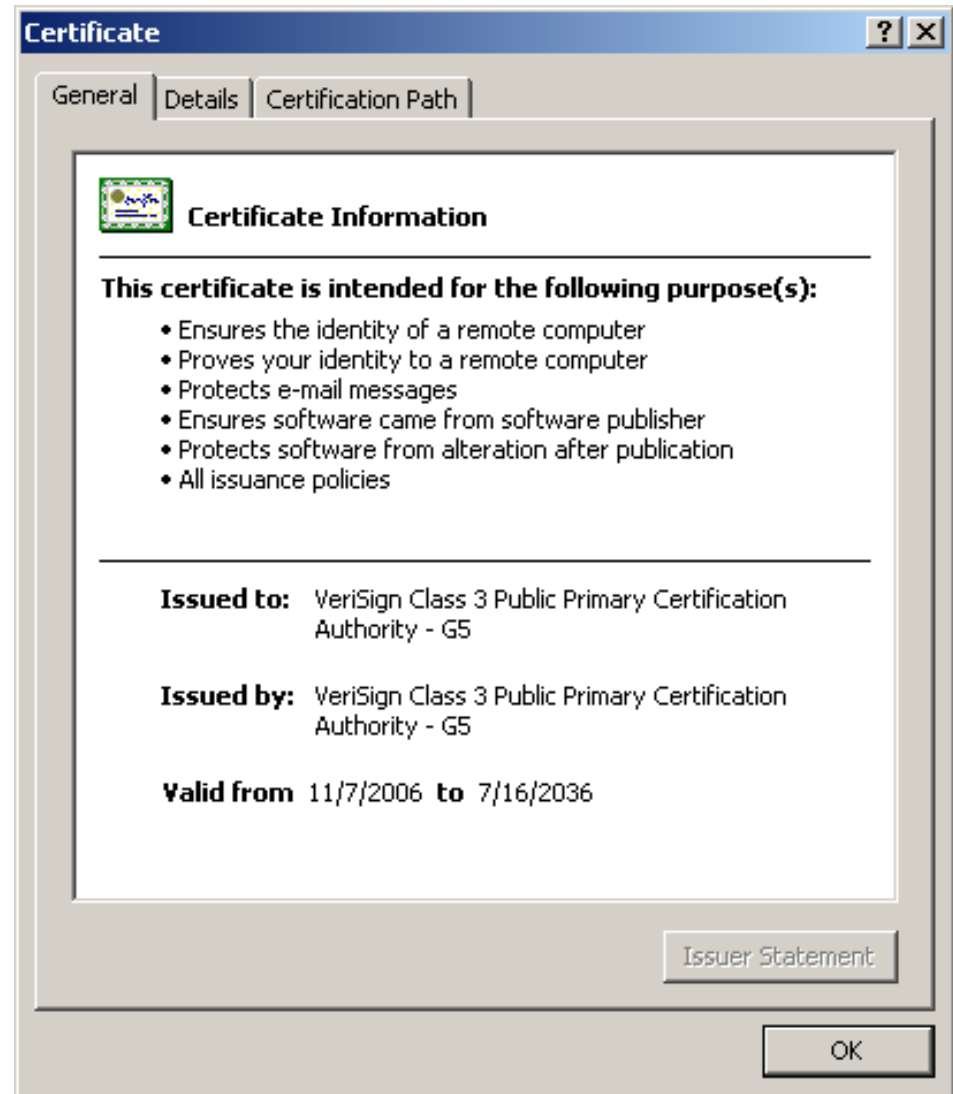 Certificate
General Details Certification Path
Certificate Information
This certificate is intended for the following purpose(s):
• Ensures the identity of a remote computer
• Proves your identity to a remote computer
• Protects e-mail messages
• Ensures software came from software publisher
• Protects software from alteration after publication
• All issuance policies
Issued to: VeriSign Class 3 Public Primary Certification
Authority - G5
Issued by: VeriSign Class 3 Public Primary Certification
Authority - G5
Valid from 11/7/2006 to 7/16/2036
Issuer Statement
OK